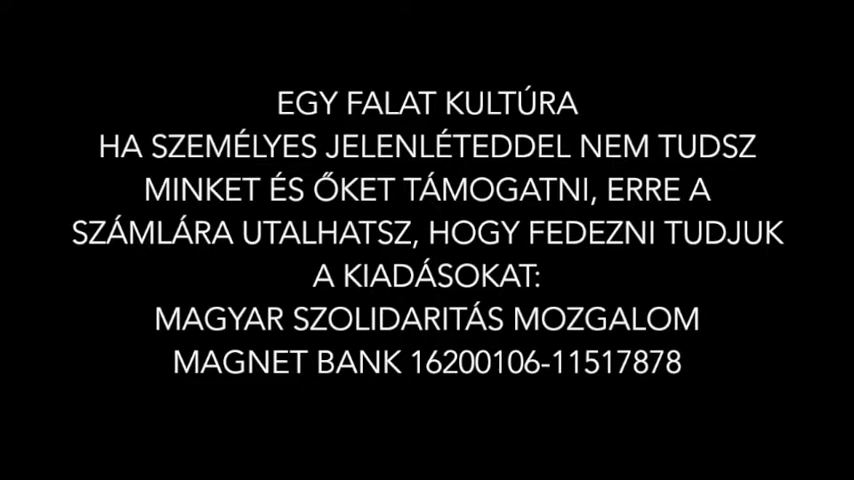 EGY FALAT KULTÚRA
HA SZEMÉLYES JELENLÉTEDDEL NEM TUDSZ
MINKET ÉS ŐKET TÁMOGATNI, ERRE A
SZÁMLÁRA UTALHATSZ, HOGY FEDEZNI TUDJUK
A KIADÁSOKAT:
MAGYAR SZOLIDARITÁS MOZGALOM
MAGNET BANK 16200106-11517878